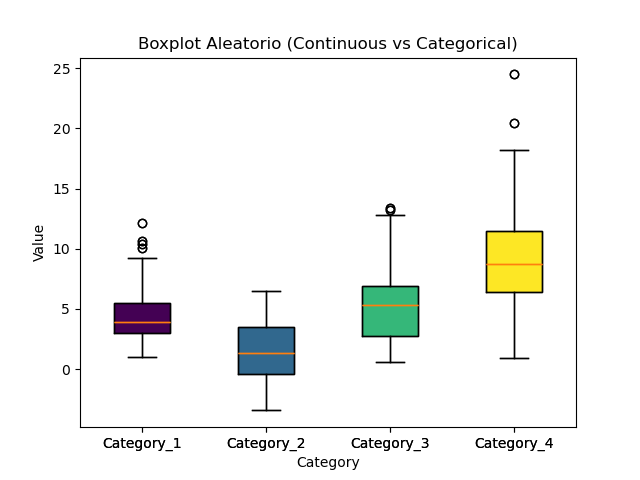 Boxplot Aleatorio (Continuous vs Categorical)
25
20
15
10
5
0
Value
Category_1 Category_2 Category_3 Category_4
Category